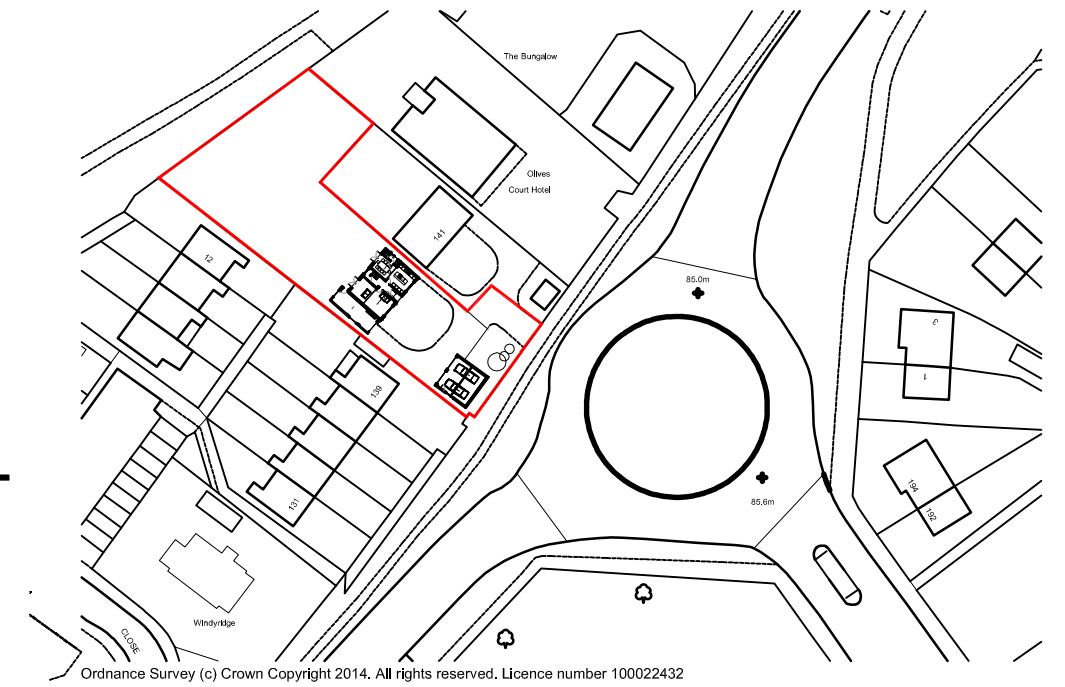 The Bungalow
Olives
Court Hotel
141
12
85.0m
3
1
139
131
194
192
85.6m
Windyridge
CLOSE
Ordnance Survey (c) Crown Copyright 2014. All rights reserved. Licence number 100022432